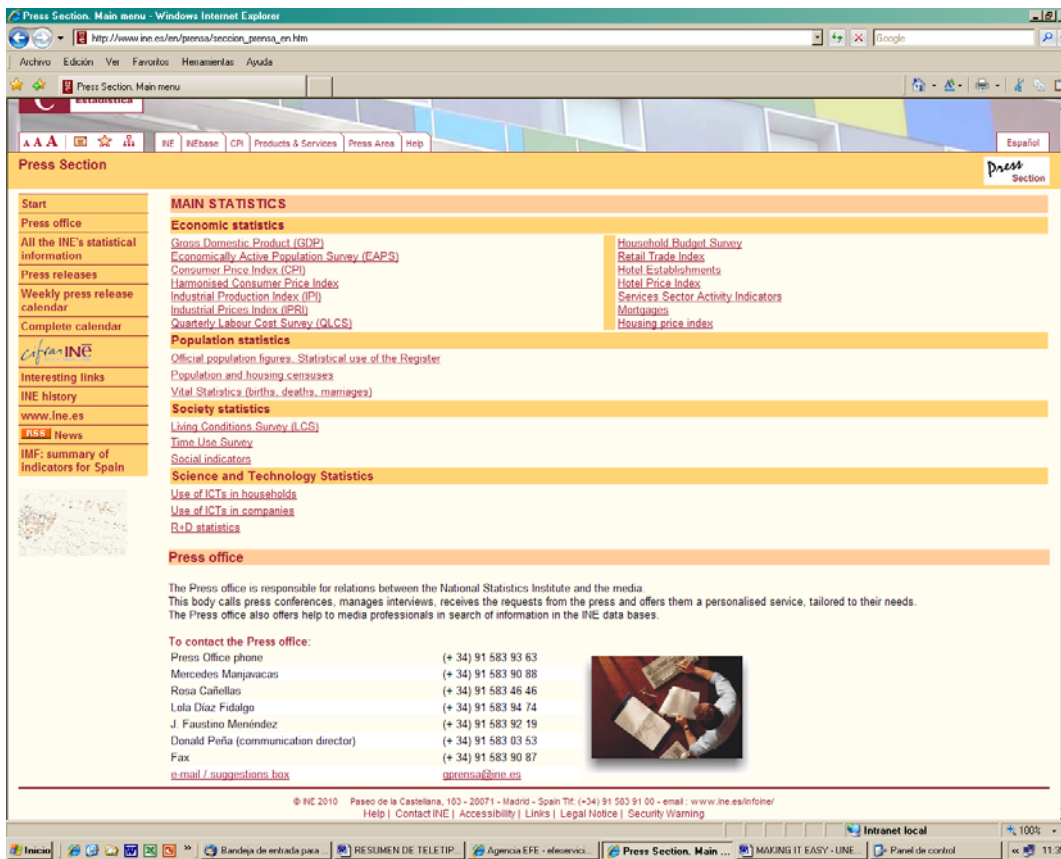 Press Section. Main menu - Windows Internet Explorer
http://www.ine.es/en/prensa/seccion_prensa_en.htm
Google
Archivo Edición Ver Favoritos Herramientas Ayuda
Press Section. Main menu
Estadística
A A A
INE INEbase CPI Products & Services Press Area Help
Español
Press Section
Press Section
Start
Press office
All the INE's statistical information
Press releases
Weekly press release calendar
Complete calendar
cifras INE
Interesting links
INE history
www.ine.es
RSS News
IMF: summary of indicators for Spain
MAIN STATISTICS
Economic statistics
Gross Domestic Product (GDP)
Economically Active Population Survey (EAPS)
Consumer Price Index (CPI)
Harmonised Consumer Price Index
Industrial Production Index (IPI)
Industrial Prices Index (IPRI)
Quarterly Labour Cost Survey (QLCS)
Household Budget Survey
Retail Trade Index
Hotel Establishments
Hotel Price Index
Services Sector Activity Indicators
Mortgages
Housing price index
Population statistics
Official population figures. Statistical use of the Register
Population and housing censuses
Vital Statistics (births, deaths, marriages)
Society statistics
Living Conditions Survey (LCS)
Time Use Survey
Social indicators
Science and Technology Statistics
Use of ICTs in households
Use of ICTs in companies
R+D statistics
Press office
The Press office is responsible for relations between the National Statistics Institute and the media.
This body calls press conferences, manages interviews, receives the requests from the press and offers them a personalised service, tailored to their needs.
The Press office also offers help to media professionals in search of information in the INE data bases.
To contact the Press office:
Press Office phone (+ 34) 91 583 93 63
Mercedes Manjavacas (+ 34) 91 583 90 88
Rosa Cañellas (+ 34) 91 583 46 46
Lola Díaz Fidalgo (+ 34) 91 583 94 74
J. Faustino Menéndez (+ 34) 91 583 92 19
Donald Peña (communication director) (+ 34) 91 583 03 53
Fax (+ 34) 91 583 90 87
e-mail / suggestions box gprensa@ine.es
© INE 2010 Paseo de la Castellana, 183 - 28071 - Madrid - Spain Tlf: (+34) 91 583 91 00 - email: www.ine.es/infoine/
Help | Contact INE | Accessibility | Links | Legal Notice | Security Warning
Intranet local
100%
Inicio
Bandeja de entrada para ...
RESUMEN DE TELETIP...
Agencia EFE - efeservici...
Press Section. Main ...
MAKING IT EASY - UNE...
Panel de control
11:3